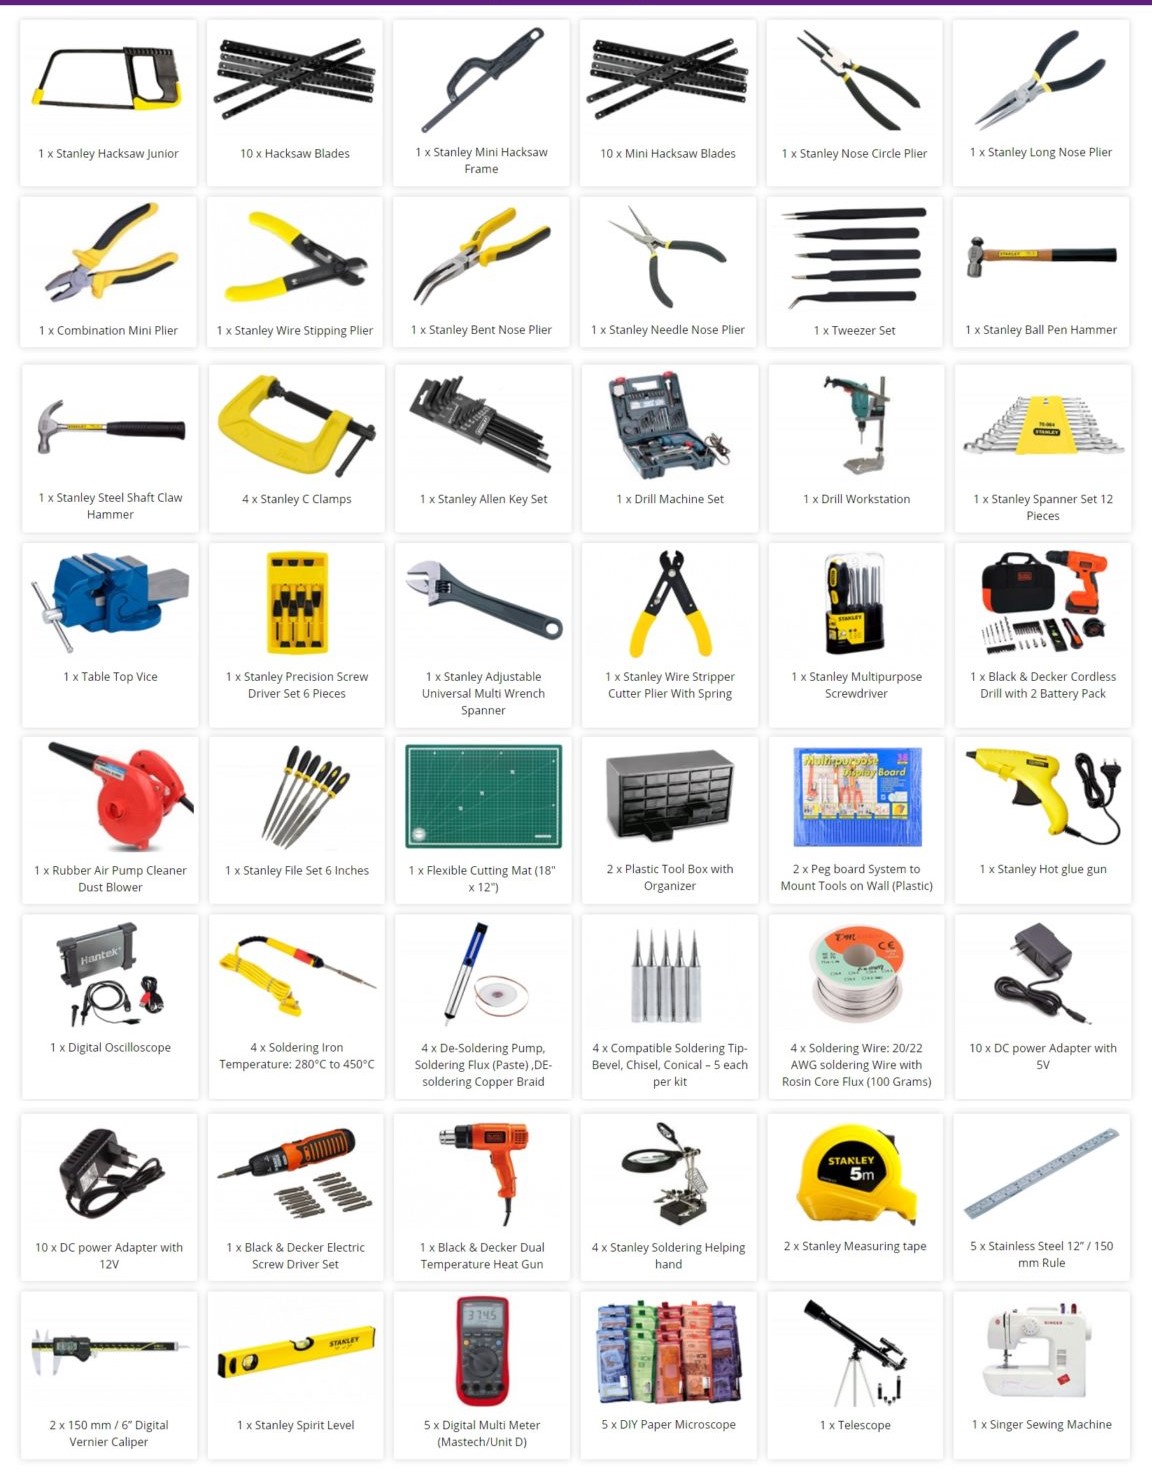 1 x Stanley Hacksaw Junior
10 x Hacksaw Blades
1 x Stanley Mini Hacksaw
Frame
10 x Mini Hacksaw Blades
1 x Stanley Nose Circle Plier
1 x Stanley Long Nose Plier
1 x Combination Mini Plier
1 x Stanley Wire Stipping Plier
1 x Stanley Bent Nose Plier
1 x Stanley Needle Nose Plier
1 x Tweezer Set
STANLEY
1 x Stanley Ball Pen Hammer
1 x Stanley Steel Shaft Claw
Hammer
4 x Stanley C Clamps
1 x Stanley Allen Key Set
1 x Drill Machine Set
1 x Drill Workstation
STANLEY
1 x Stanley Spanner Set 12
Pieces
1 x Table Top Vice
1 x Stanley Precision Screw
Driver Set 6 Pieces
1 x Stanley Adjustable
Universal Multi Wrench
Spanner
1 x Stanley Wire Stripper
Cutter Plier With Spring
STANLEY
1 x Stanley Multipurpose
Screwdriver
1 x Black & Decker Cordless
Drill with 2 Battery Pack
1 x Rubber Air Pump Cleaner
Dust Blower
1 x Stanley File Set 6 Inches
1 x Flexible Cutting Mat (18"
x 12")
2 x Plastic Tool Box with
Organizer
Multipurpose
Display Board
2 x Peg board System to
Mount Tools on Wall (Plastic)
1 x Stanley Hot glue gun
Hantek
1 x Digital Oscilloscope
4 x Soldering Iron
Temperature: 280°C to 450°C
4 x De-Soldering Pump,
Soldering Flux (Paste) ,DE-
soldering Copper Braid
4 x Compatible Soldering Tip-
Bevel, Chisel, Conical – 5 each
per kit
CE
4 x Soldering Wire: 20/22
AWG soldering Wire with
Rosin Core Flux (100 Grams)
10 x DC power Adapter with
5V
10 x DC power Adapter with
12V
1 x Black & Decker Electric
Screw Driver Set
1 x Black & Decker Dual
Temperature Heat Gun
4 x Stanley Soldering Helping
hand
STANLEY
5m
2 x Stanley Measuring tape
5 x Stainless Steel 12” / 150
mm Rule
2 x 150 mm / 6” Digital
Vernier Caliper
STANLEY
1 x Stanley Spirit Level
374.5
5 x Digital Multi Meter
(Mastech/Unit D)
5 x DIY Paper Microscope
1 x Telescope
SINGER
1 x Singer Sewing Machine